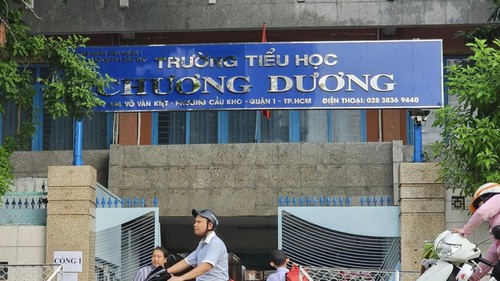 TRƯỜNG TIỂU HỌC
CHƯƠNG DƯƠNG
VÕ VĂN KIỆT - PHƯỜNG CẦU KHO - QUẬN 1 - TP.HCM ĐIỆN THOẠI: 028 3836 9440
CỔNG 1